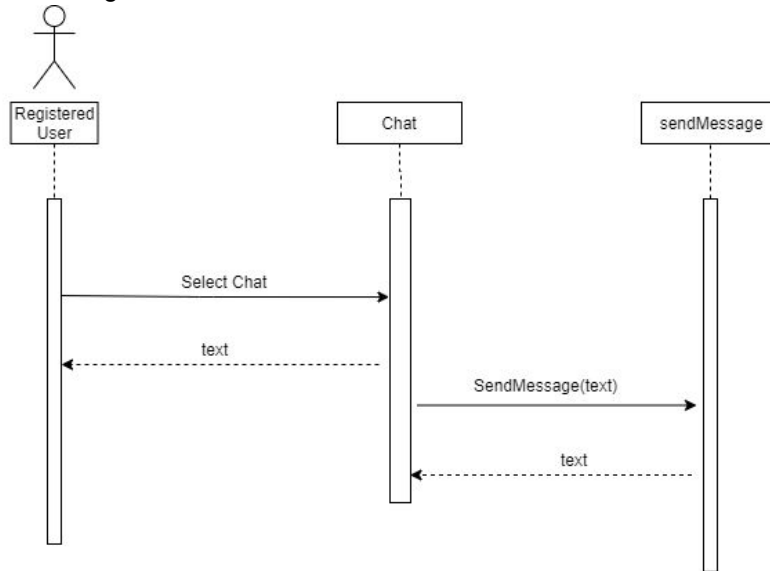 Registered
User
Chat
sendMessage
Select Chat
text
SendMessage(text)
text